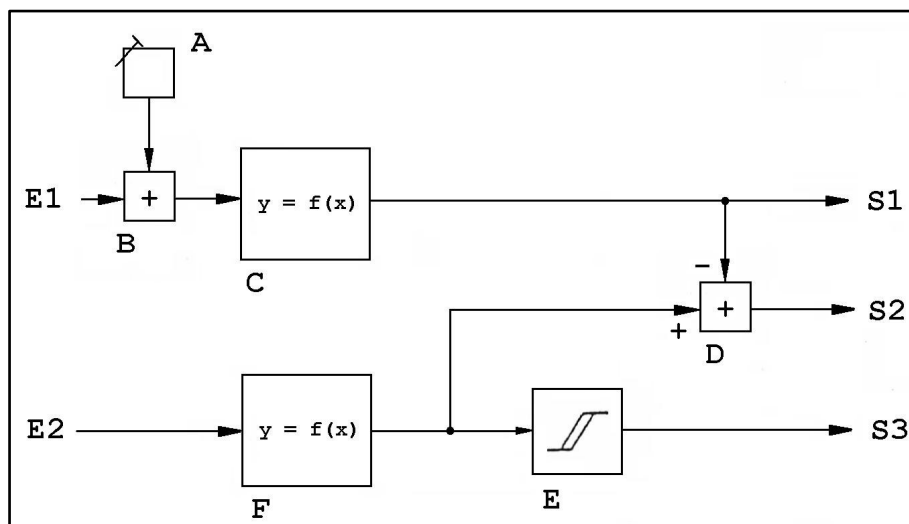 A
E1
+
B
y = f(x)
C
S1
-
+
+
D
S2
E2
y = f(x)
F
E
S3